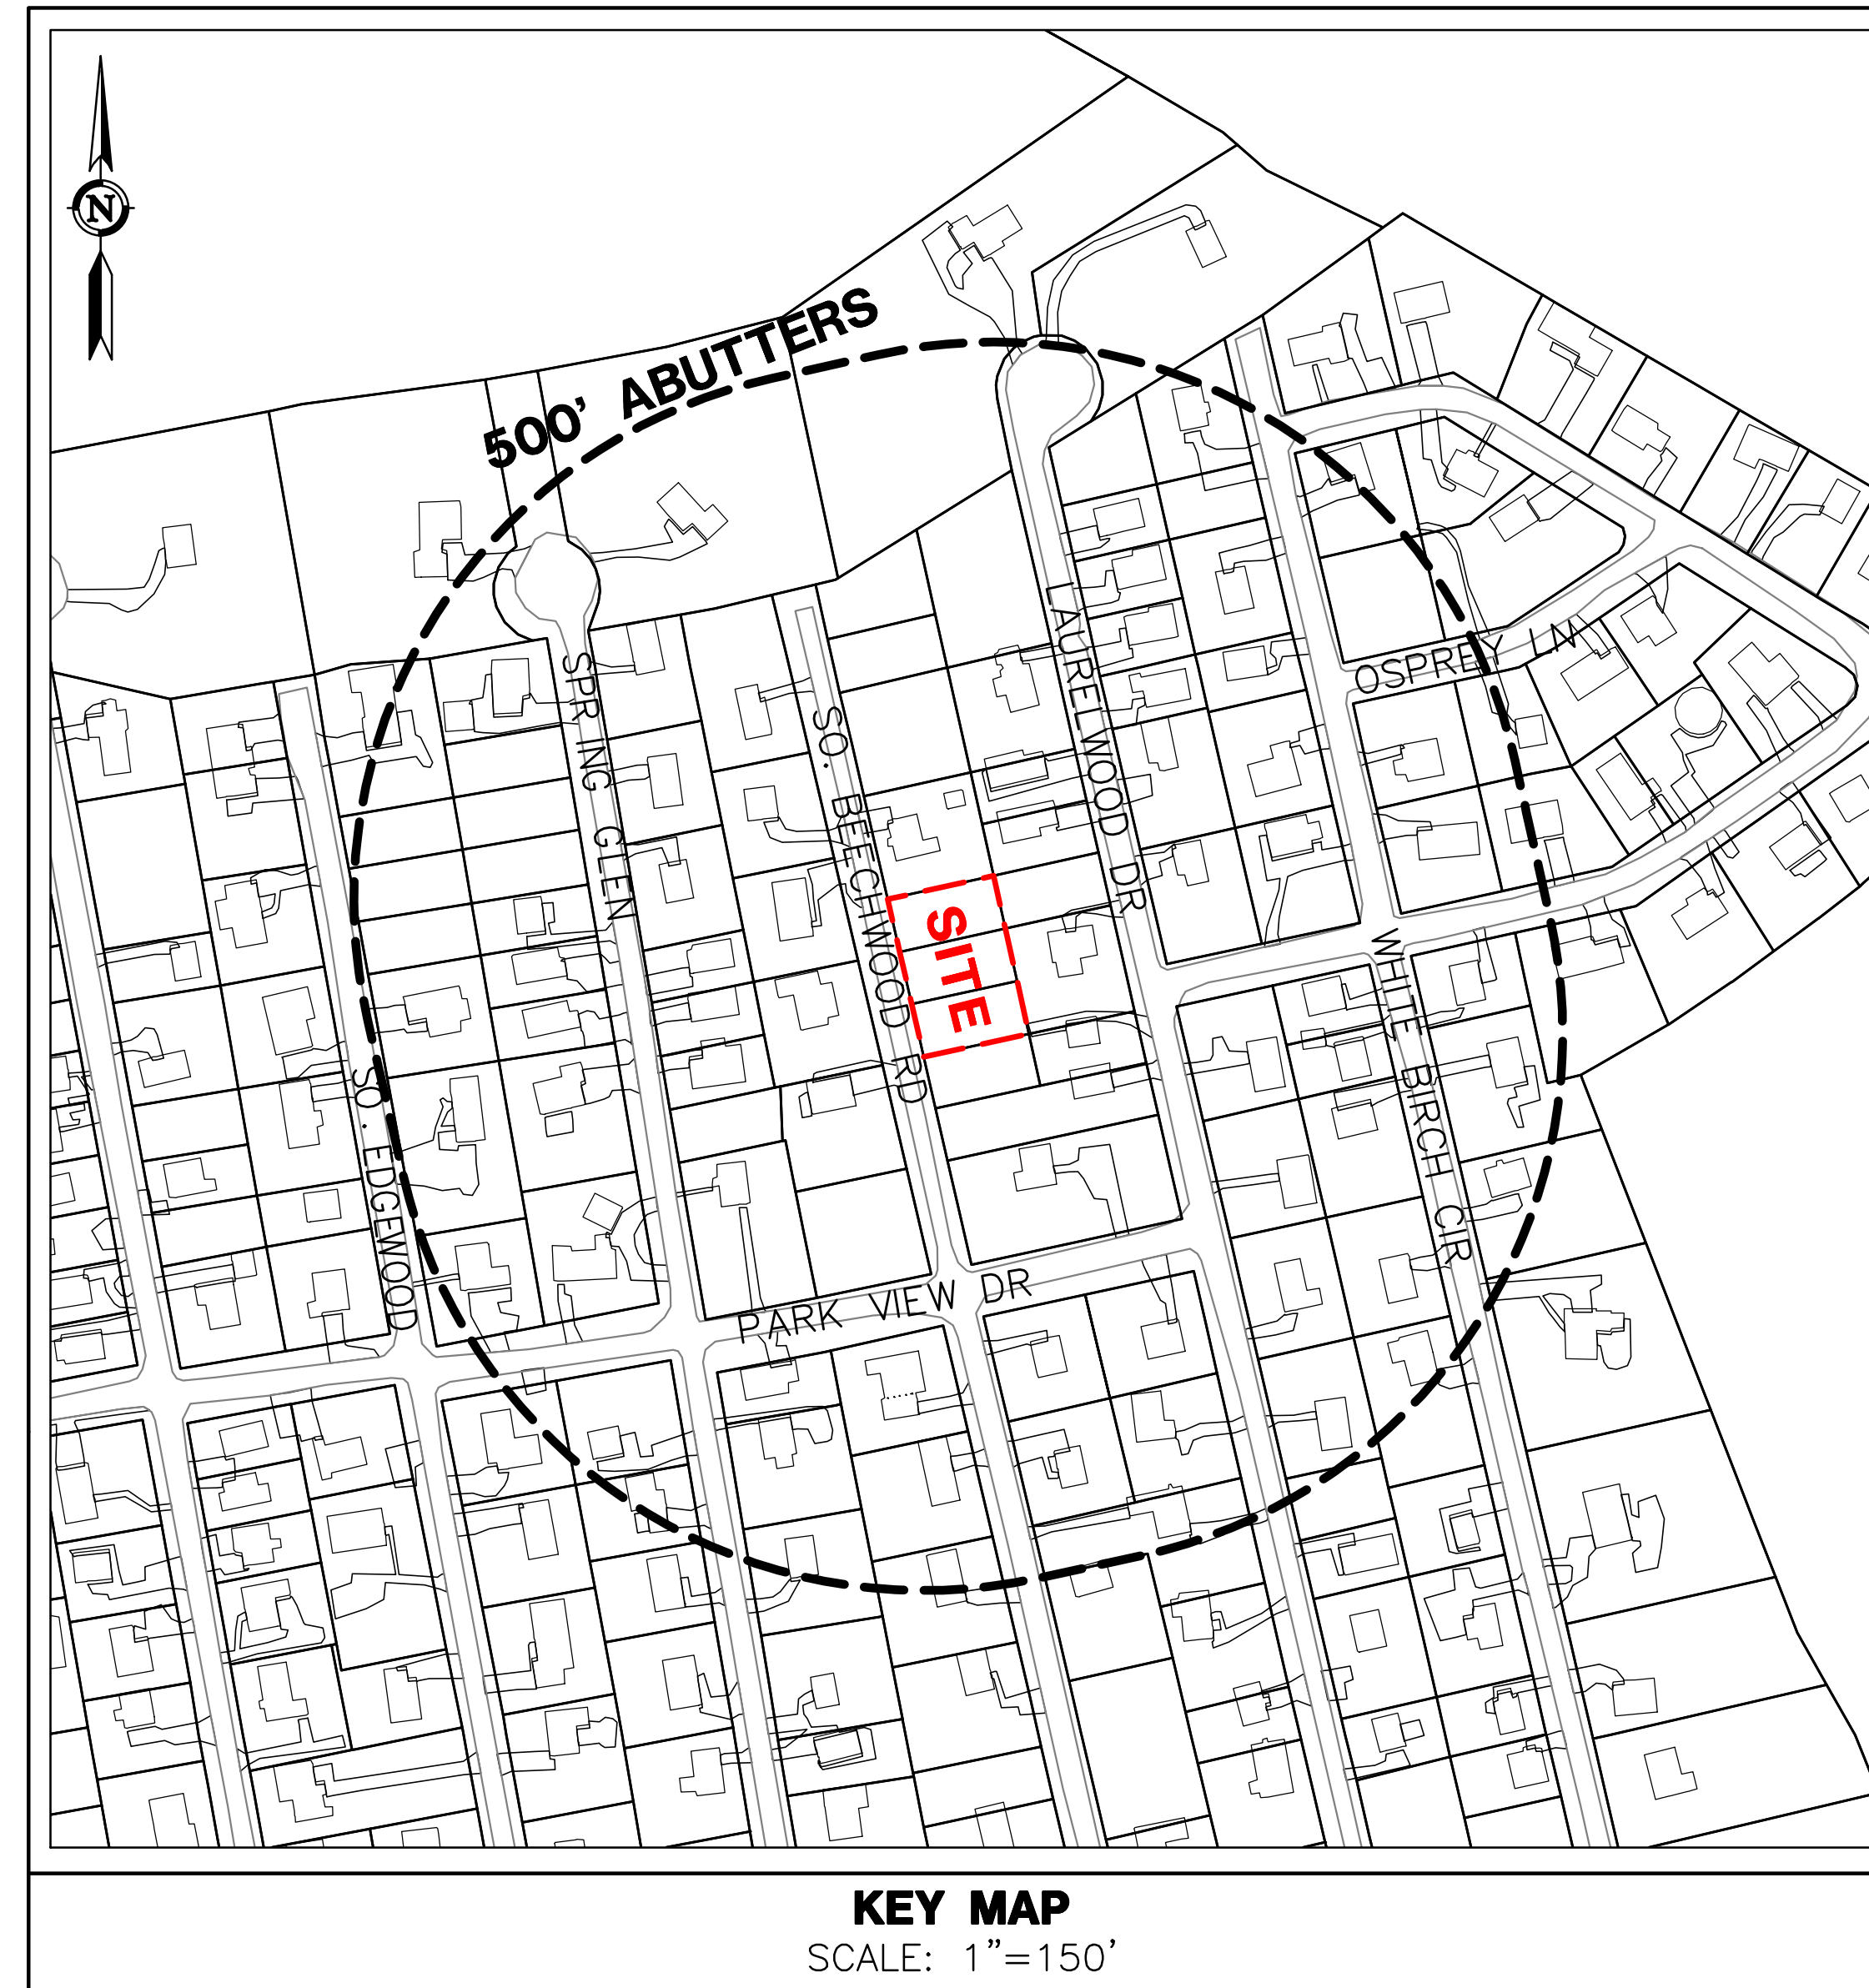 N
500' ABUTTERS
SPRING GLEN
SO. BEECHWOOD RD
LAURELWOOD DR
OSPREY LN
SITE
WHITE BIRCH CIR
SO. EDGEWOOD
PARK VIEW DR
KEY MAP
SCALE: 1"=150'